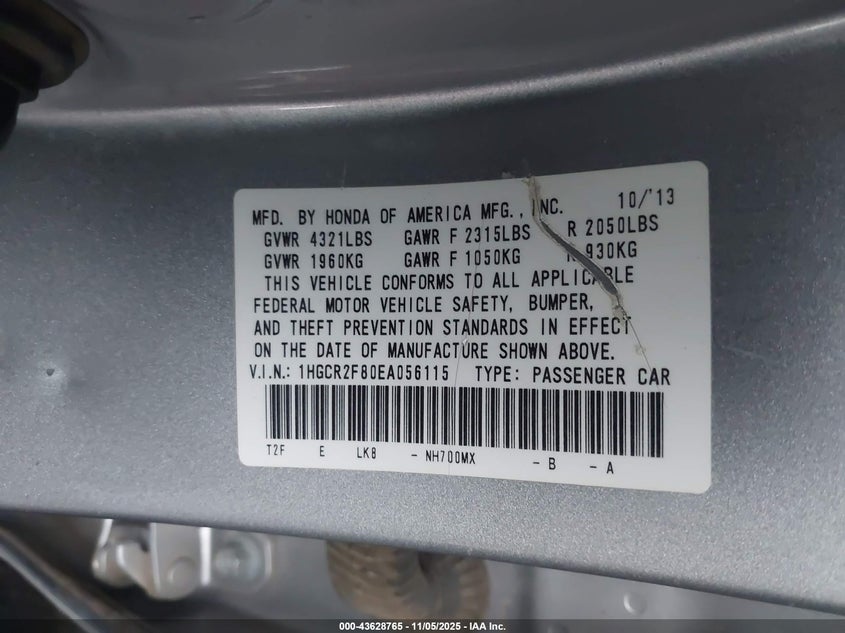 MFD. BY HONDA OF AMERICA MFG., INC. 10/'13
GVWR 4321LBS GAWR F 2315LBS R 2050LBS
GVWR 1960KG GAWR F 1050KG R 930KG
THIS VEHICLE CONFORMS TO ALL APPLICABLE
FEDERAL MOTOR VEHICLE SAFETY, BUMPER,
AND THEFT PREVENTION STANDARDS IN EFFECT
ON THE DATE OF MANUFACTURE SHOWN ABOVE.
V.I.N.: 1HGCR2F80EA056115 TYPE: PASSENGER CAR
T2F E LK8 - NH700MX - B - A
000-43628765 - 11/05/2025 - IAA Inc.